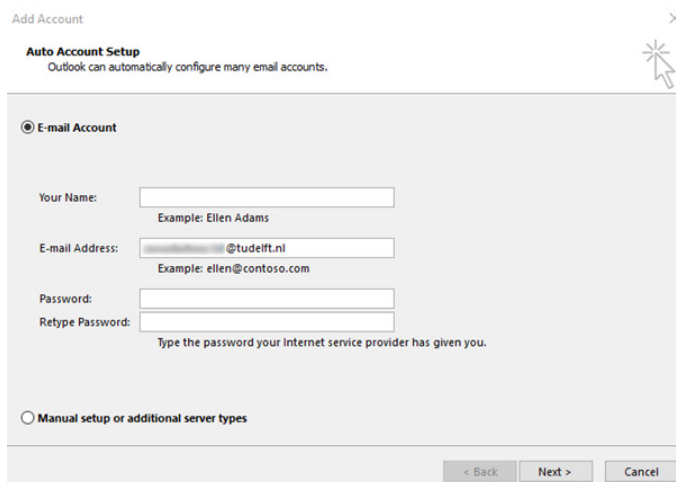 Add Account
Auto Account Setup
Outlook can automatically configure many email accounts.
E-mail Account
Your Name:
Example: Ellen Adams
E-mail Address: @tudelft.nl
Example: ellen@contoso.com
Password:
Retype Password:
Type the password your Internet service provider has given you.
Manual setup or additional server types
< Back Next > Cancel